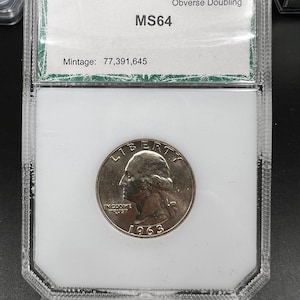 Obverse Doubling
MS64
Mintage: 77,391,645
LIBERTY
IN GOD WE
TRUST
1963